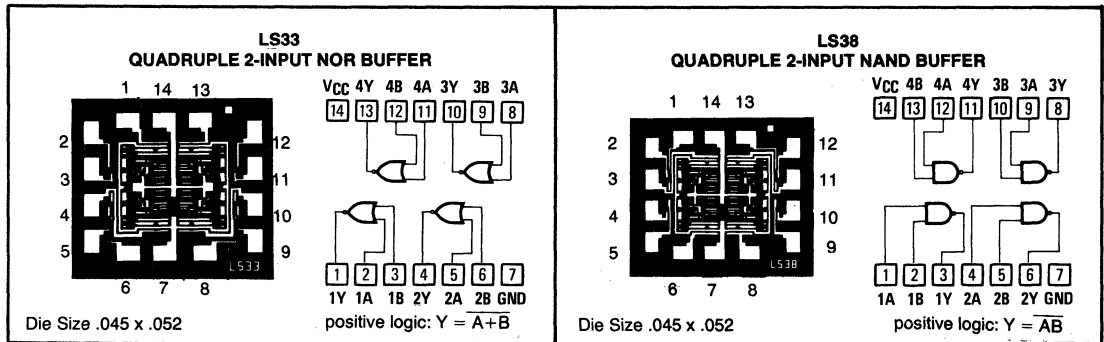 LS33
QUADRUPLE 2-INPUT NOR BUFFER
1 14 13
2
3
4
5
12
11
10
9
6 7 8
LS33
VCC 4Y 4B 4A 3Y 3B 3A
14 13 12 11 10 9 8
1 2 3 4 5 6 7
1Y 1A 1B 2Y 2A 2B GND
Die Size .045 x .052
positive logic: Y = A+B
LS38
QUADRUPLE 2-INPUT NAND BUFFER
1 14 13
2
3
4
5
12
11
10
9
6 7 8
LS38
VCC 4B 4A 4Y 3B 3A 3Y
14 13 12 11 10 9 8
1 2 3 4 5 6 7
1A 1B 1Y 2A 2B 2Y GND
Die Size .045 x .052
positive logic: Y = AB